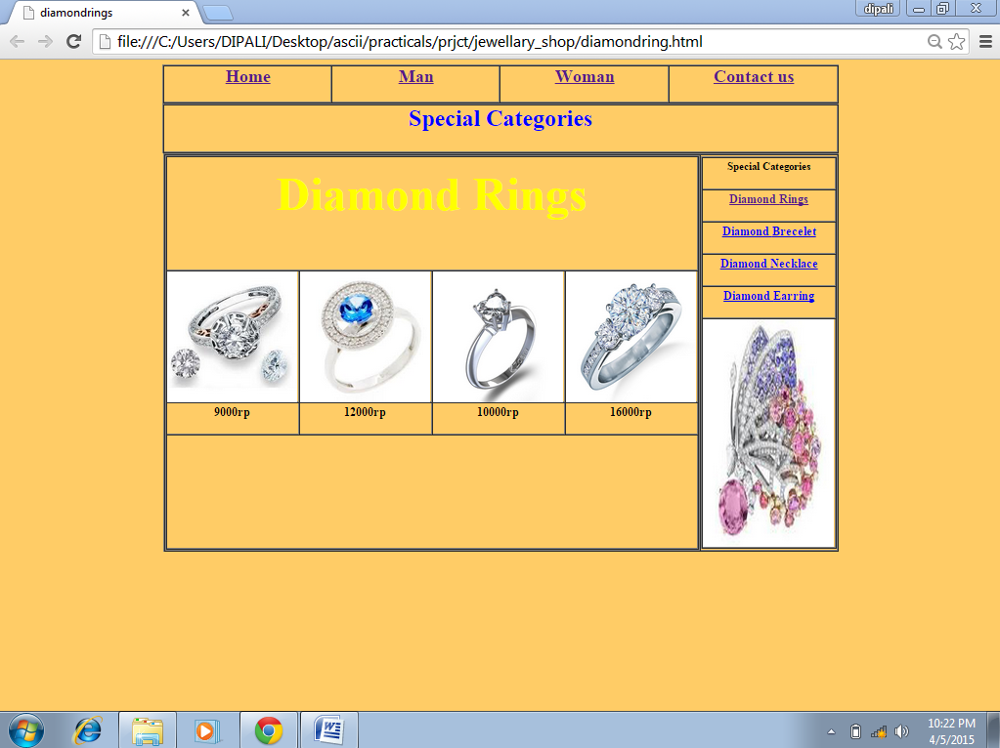 diamondrings
dipali
file:///C:/Users/DIPALI/Desktop/ascii/practicals/prjct/jewellary_shop/diamondring.html
Home Man Woman Contact us
Special Categories
Diamond Rings
9000rp 12000rp 10000rp 16000rp
Special Categories
Diamond Rings
Diamond Brecelet
Diamond Necklace
Diamond Earring
10:22 PM
4/5/2015